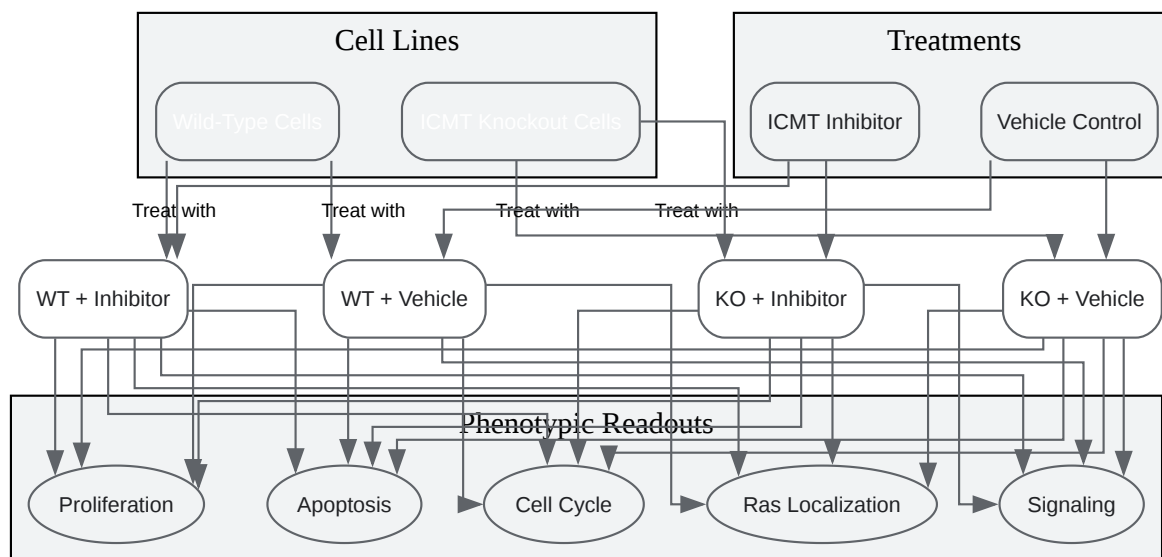 Cell Lines
Treatments
Wild-Type Cells
ICMT Knockout Cells
ICMT Inhibitor
Vehicle Control
Treat with
Treat with
Treat with
Treat with
WT + Inhibitor
WT + Vehicle
KO + Inhibitor
KO + Vehicle
Phenotypic Readouts
Proliferation
Apoptosis
Cell Cycle
Ras Localization
Signaling